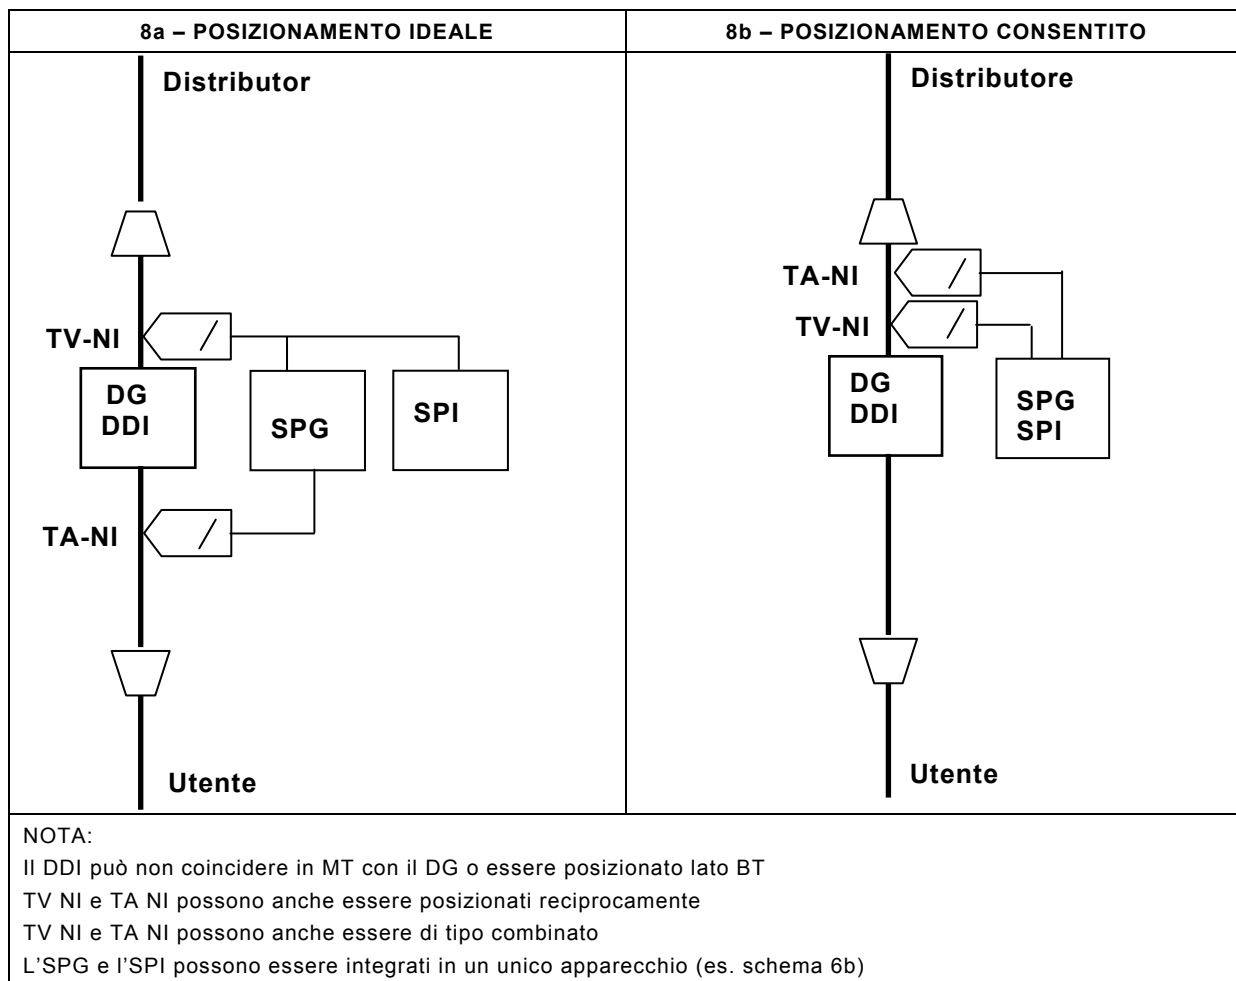 8a – POSIZIONAMENTO IDEALE
8b – POSIZIONAMENTO CONSENTITO
Distributor
TV-NI
DG
DDI
SPG
SPI
TA-NI
Utente
Distributore
TA-NI
TV-NI
DG
DDI
SPG
SPI
Utente
NOTA:
Il DDI può non coincidere in MT con il DG o essere posizionato lato BT
TV NI e TA NI possono anche essere posizionati reciprocamente
TV NI e TA NI possono anche essere di tipo combinato
L'SPG e l'SPI possono essere integrati in un unico apparecchio (es. schema 6b)